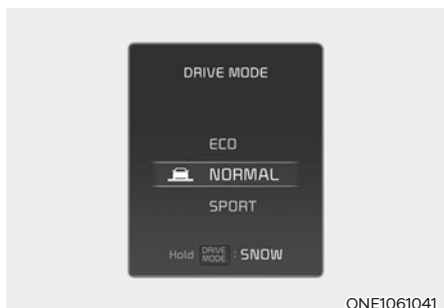 DRIVE MODE
ECO
NORMAL
SPORT
Hold DRIVE MODE : SNOW
ONE1061041